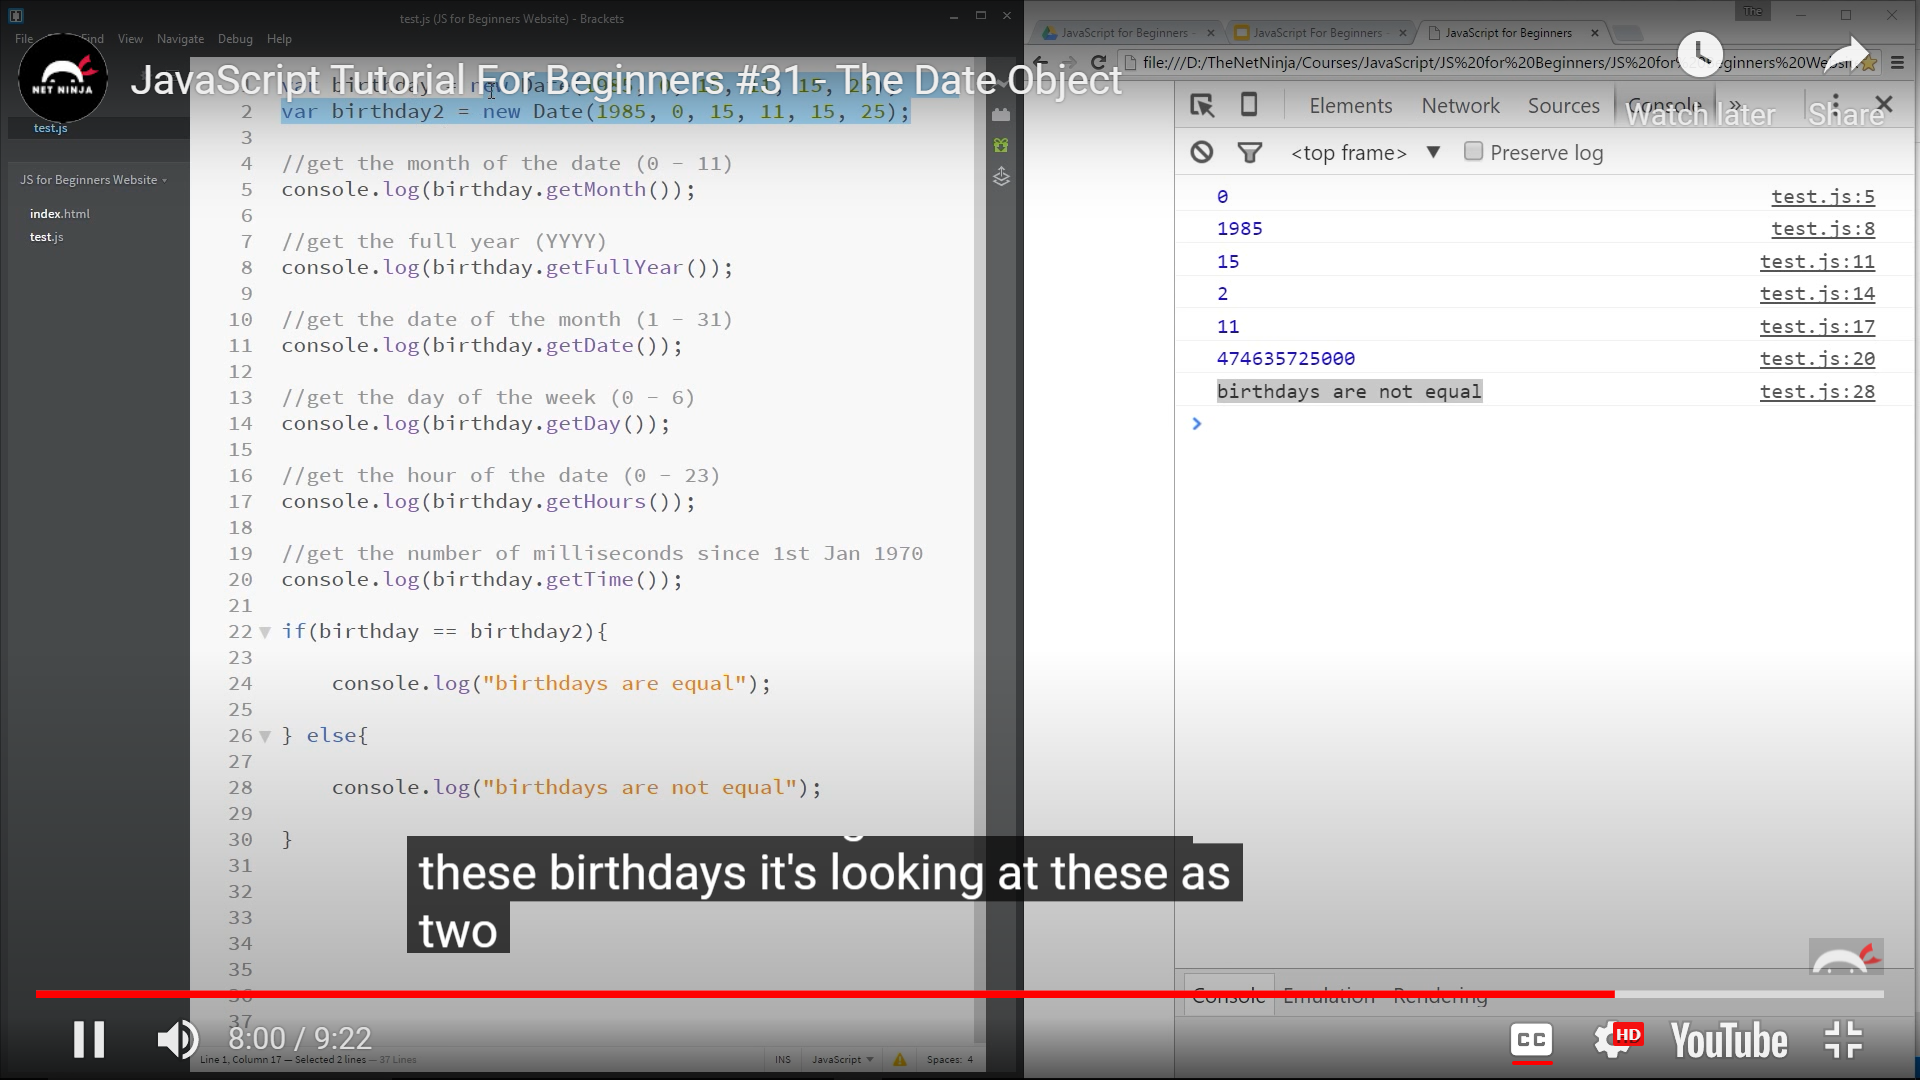 test.js (JS for Beginners Website) - Brackets
File
Find View Navigate Debug Help
NET NINJA
JavaScript Tutorial For Beginners #31 - The Date Object
test.js
JS for Beginners Website
index.html
test.js
1 var birthday = new Date(1985, 0, 15, 11, 15, 25);
2 var birthday2 = new Date(1985, 0, 15, 11, 15, 25);
3
4 //get the month of the date (0 - 11)
5 console.log(birthday.getMonth());
6
7 //get the full year (YYYY)
8 console.log(birthday.getFullYear());
9
10 //get the date of the month (1 - 31)
11 console.log(birthday.getDate());
12
13 //get the day of the week (0 - 6)
14 console.log(birthday.getDay());
15
16 //get the hour of the date (0 - 23)
17 console.log(birthday.getHours());
18
19 //get the number of milliseconds since 1st Jan 1970
20 console.log(birthday.getTime());
21
22 if(birthday == birthday2){
23
24 console.log("birthdays are equal");
25
26 } else{
27
28 console.log("birthdays are not equal");
29
30 }
31
32
33
34
35
36
37
Line 1, Column 17 — Selected 2 lines — 37 Lines
INS JavaScript Spaces: 4
The
JavaScript for Beginners -
JavaScript For Beginners
JavaScript for Beginners
file:///D:/TheNetNinja/Courses/JavaScript/JS%20for%20Beginners/JS%20for%20Beginners%20Websi
Watch later Share
Elements Network Sources Console »
<top frame> Preserve log
0 test.js:5
1985 test.js:8
15 test.js:11
2 test.js:14
11 test.js:17
474635725000 test.js:20
birthdays are not equal test.js:28
these birthdays it's looking at these as
two
Console Emulation Rendering
8:00 / 9:22
CC HD YouTube